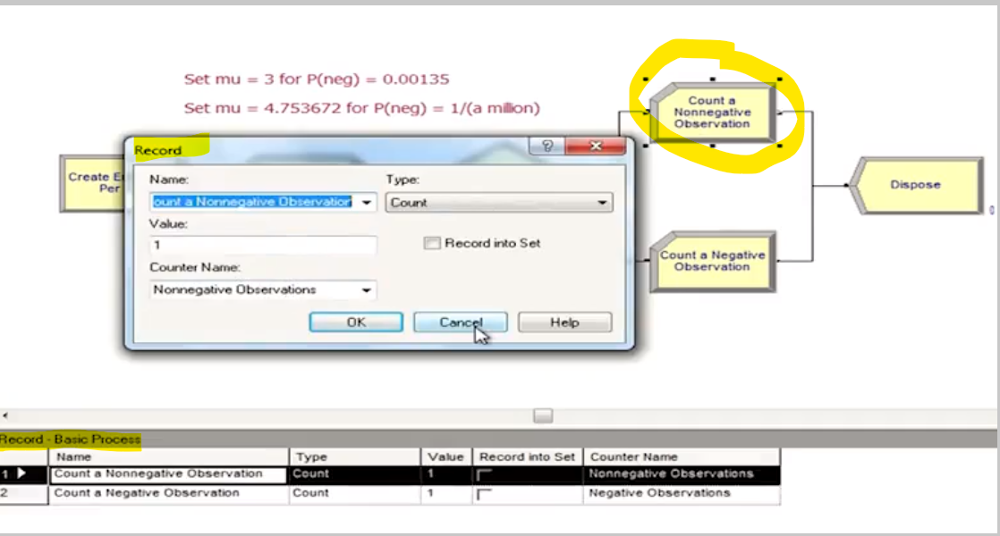 Set mu = 3 for P(neg) = 0.00135
Set mu = 4.753672 for P(neg) = 1/(a million)
Count a
Nonnegative
Observation
Record
Create
Per
Name:
Type:
ount a Nonnegative Observation
Count
Value:
1
Record into Set
Counter Name:
Nonnegative Observations
OK
Cancel
Help
Dispose
0
Count a Negative
Observation
Record - Basic Process
Name Type Value Record into Set Counter Name
1 Count a Nonnegative Observation Count 1 Nonnegative Observations
2 Count a Negative Observation Count 1 Negative Observations